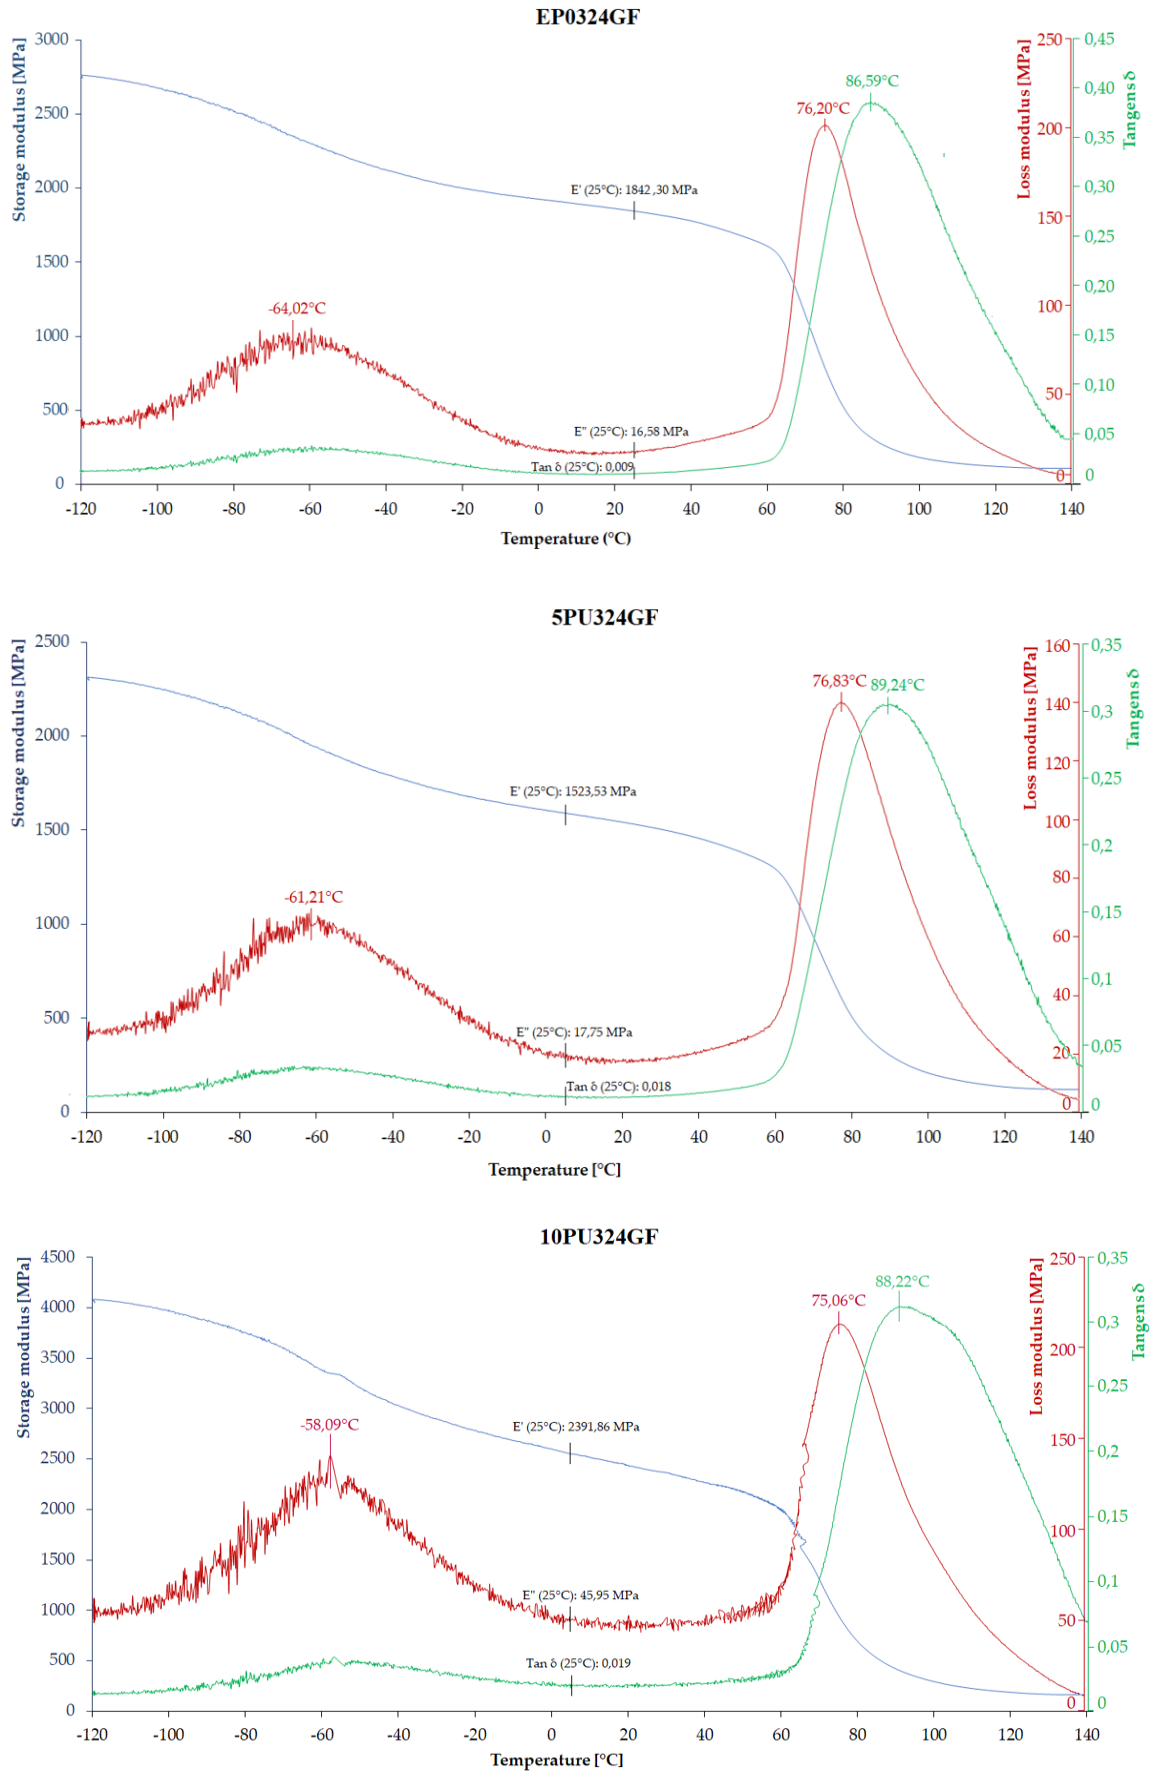 EP0324GF
Storage modulus [MPa]
3000
2500
2000
1500
1000
500
0
Loss modulus [MPa]
250
200
150
100
50
0
Tangens δ
0,45
0,40
0,35
0,30
0,25
0,20
0,15
0,10
0,05
0
86,59°C
76,20°C
E' (25°C): 1842,30 MPa
-64,02°C
E'' (25°C): 16,58 MPa
Tan δ (25°C): 0,009
-120 -100 -80 -60 -40 -20 0 20 40 60 80 100 120 140
Temperature (°C)
5PU324GF
Storage modulus [MPa]
2500
2000
1500
1000
500
0
Loss modulus [MPa]
160
140
120
100
80
60
40
20
0
Tangens δ
0,35
0,3
0,25
0,2
0,15
0,1
0,05
0
76,83°C
89,24°C
E' (25°C): 1523,53 MPa
-61,21°C
E'' (25°C): 17,75 MPa
Tan δ (25°C): 0,018
-120 -100 -80 -60 -40 -20 0 20 40 60 80 100 120 140
Temperature [°C]
10PU324GF
Storage modulus [MPa]
4500
4000
3500
3000
2500
2000
1500
1000
500
0
Loss modulus [MPa]
250
200
150
100
50
0
Tangens δ
0,35
0,3
0,25
0,2
0,15
0,1
0,05
0
88,22°C
75,06°C
E' (25°C): 2391,86 MPa
-58,09°C
E'' (25°C): 45,95 MPa
Tan δ (25°C): 0,019
-120 -100 -80 -60 -40 -20 0 20 40 60 80 100 120 140
Temperature [°C]